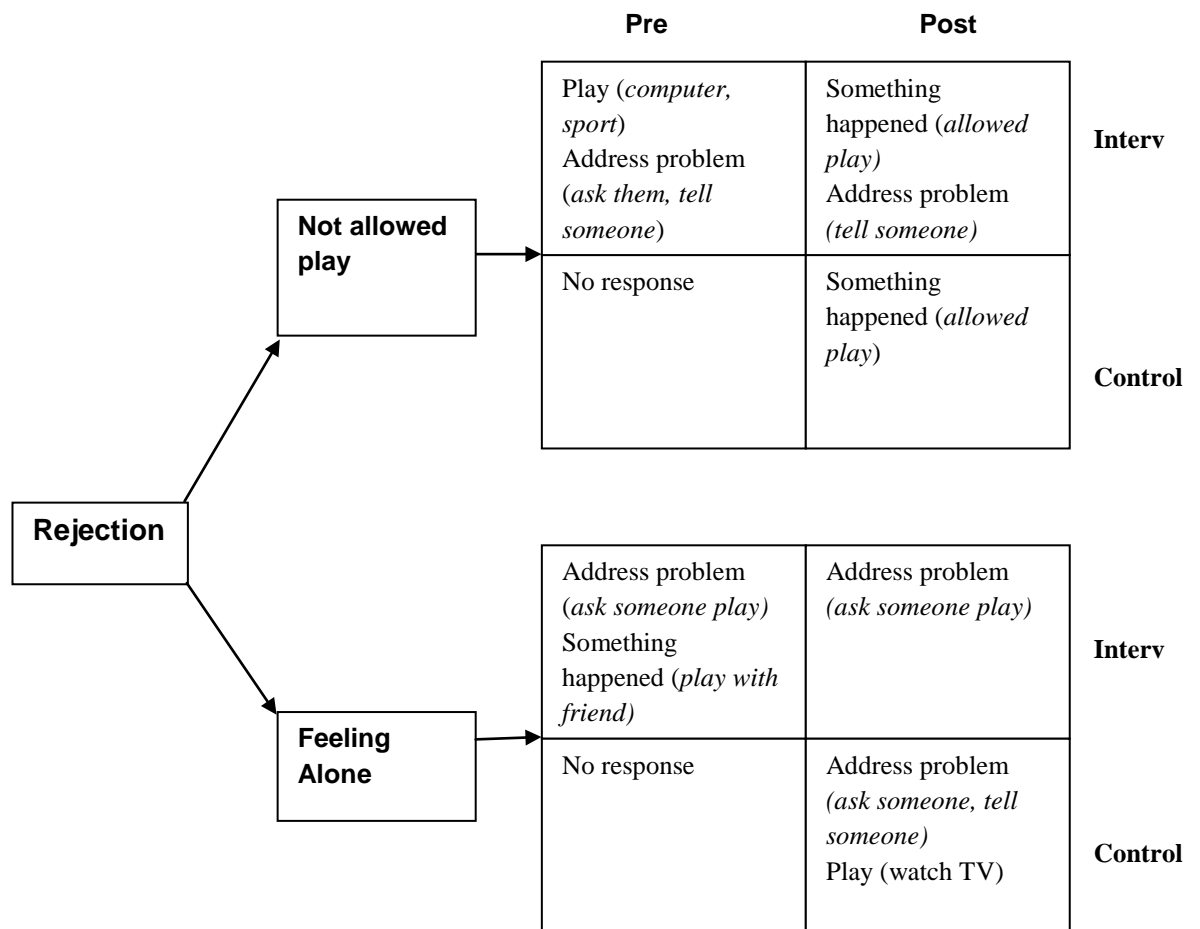 Pre Post
Play (computer,
sport)
Address problem
(ask them, tell
someone)
Something
happened (allowed
play)
Address problem
(tell someone)
Interv
Not allowed
play
No response
Something
happened (allowed
play)
Control
Rejection
Address problem
(ask someone play)
Something
happened (play with
friend)
Address problem
(ask someone play)
Interv
Feeling
Alone
No response
Address problem
(ask someone, tell
someone)
Play (watch TV)
Control